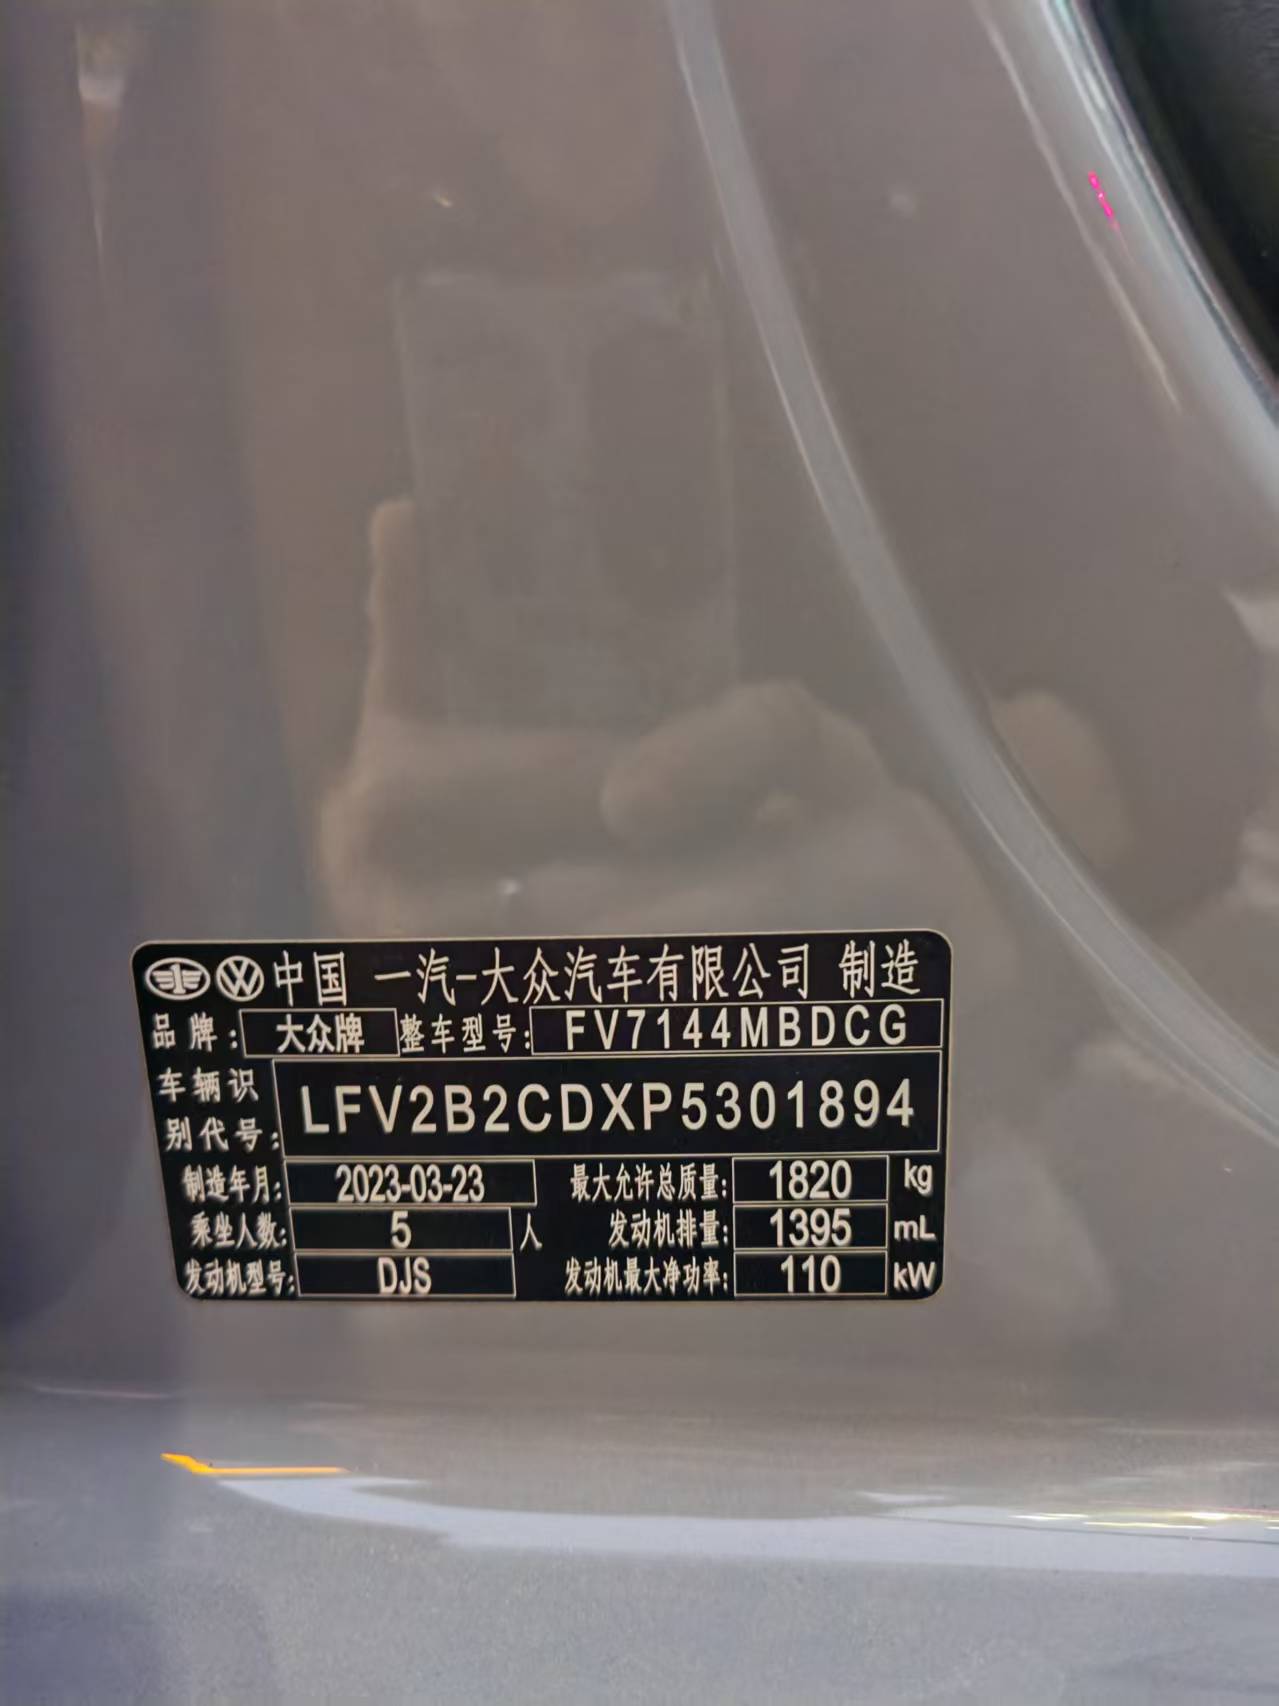 中国 一汽-大众汽车有限公司 制造
品牌: 大众牌 整车型号: FV7144MBDCG
车辆识别代号: LFV2B2CDXP5301894
制造年月: 2023-03-23 最大允许总质量: 1820 kg
乘坐人数: 5 人 发动机排量: 1395 mL
发动机型号: DJS 发动机最大净功率: 110 kW